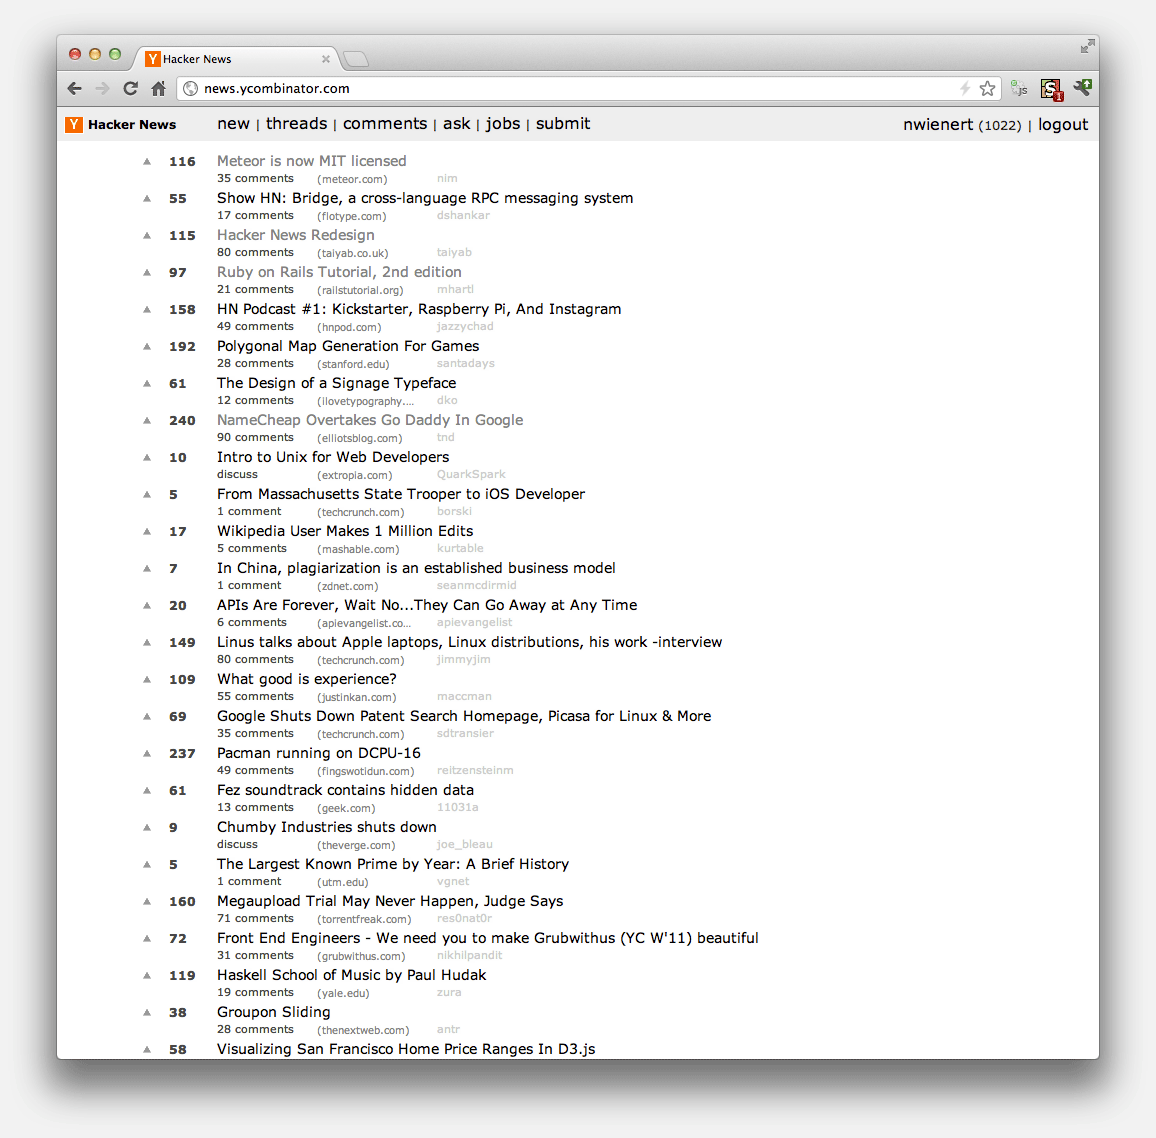 Y Hacker News
news.ycombinator.com
JS
S
1
Y Hacker News new | threads | comments | ask | jobs | submit nwienert (1022) | logout
116 Meteor is now MIT licensed
35 comments (meteor.com) nim
55 Show HN: Bridge, a cross-language RPC messaging system
17 comments (flotype.com) dshankar
115 Hacker News Redesign
80 comments (taiyab.co.uk) taiyab
97 Ruby on Rails Tutorial, 2nd edition
21 comments (railstutorial.org) mhartl
158 HN Podcast #1: Kickstarter, Raspberry Pi, And Instagram
49 comments (hnpod.com) jazzychad
192 Polygonal Map Generation For Games
28 comments (stanford.edu) santadays
61 The Design of a Signage Typeface
12 comments (ilovetypography.... dko
240 NameCheap Overtakes Go Daddy In Google
90 comments (elliotsblog.com) tnd
10 Intro to Unix for Web Developers
discuss (extropia.com) QuarkSpark
5 From Massachusetts State Trooper to iOS Developer
1 comment (techcrunch.com) borski
17 Wikipedia User Makes 1 Million Edits
5 comments (mashable.com) kurtable
7 In China, plagiarization is an established business model
1 comment (zdnet.com) seanmcdirmid
20 APIs Are Forever, Wait No...They Can Go Away at Any Time
6 comments (apievangelist.co... apievangelist
149 Linus talks about Apple laptops, Linux distributions, his work -interview
80 comments (techcrunch.com) jimmyjim
109 What good is experience?
55 comments (justinkan.com) maccman
69 Google Shuts Down Patent Search Homepage, Picasa for Linux & More
35 comments (techcrunch.com) sdtransier
237 Pacman running on DCPU-16
49 comments (fingswotidun.com) reitzensteinm
61 Fez soundtrack contains hidden data
13 comments (geek.com) 11031a
9 Chumby Industries shuts down
discuss (theverge.com) joe_bleau
5 The Largest Known Prime by Year: A Brief History
1 comment (utm.edu) vgnet
160 Megaupload Trial May Never Happen, Judge Says
71 comments (torrentfreak.com) res0nat0r
72 Front End Engineers - We need you to make Grubwithus (YC W'11) beautiful
31 comments (grubwithus.com) nikhilpandit
119 Haskell School of Music by Paul Hudak
19 comments (yale.edu) zura
38 Groupon Sliding
28 comments (thenextweb.com) antr
58 Visualizing San Francisco Home Price Ranges In D3.js